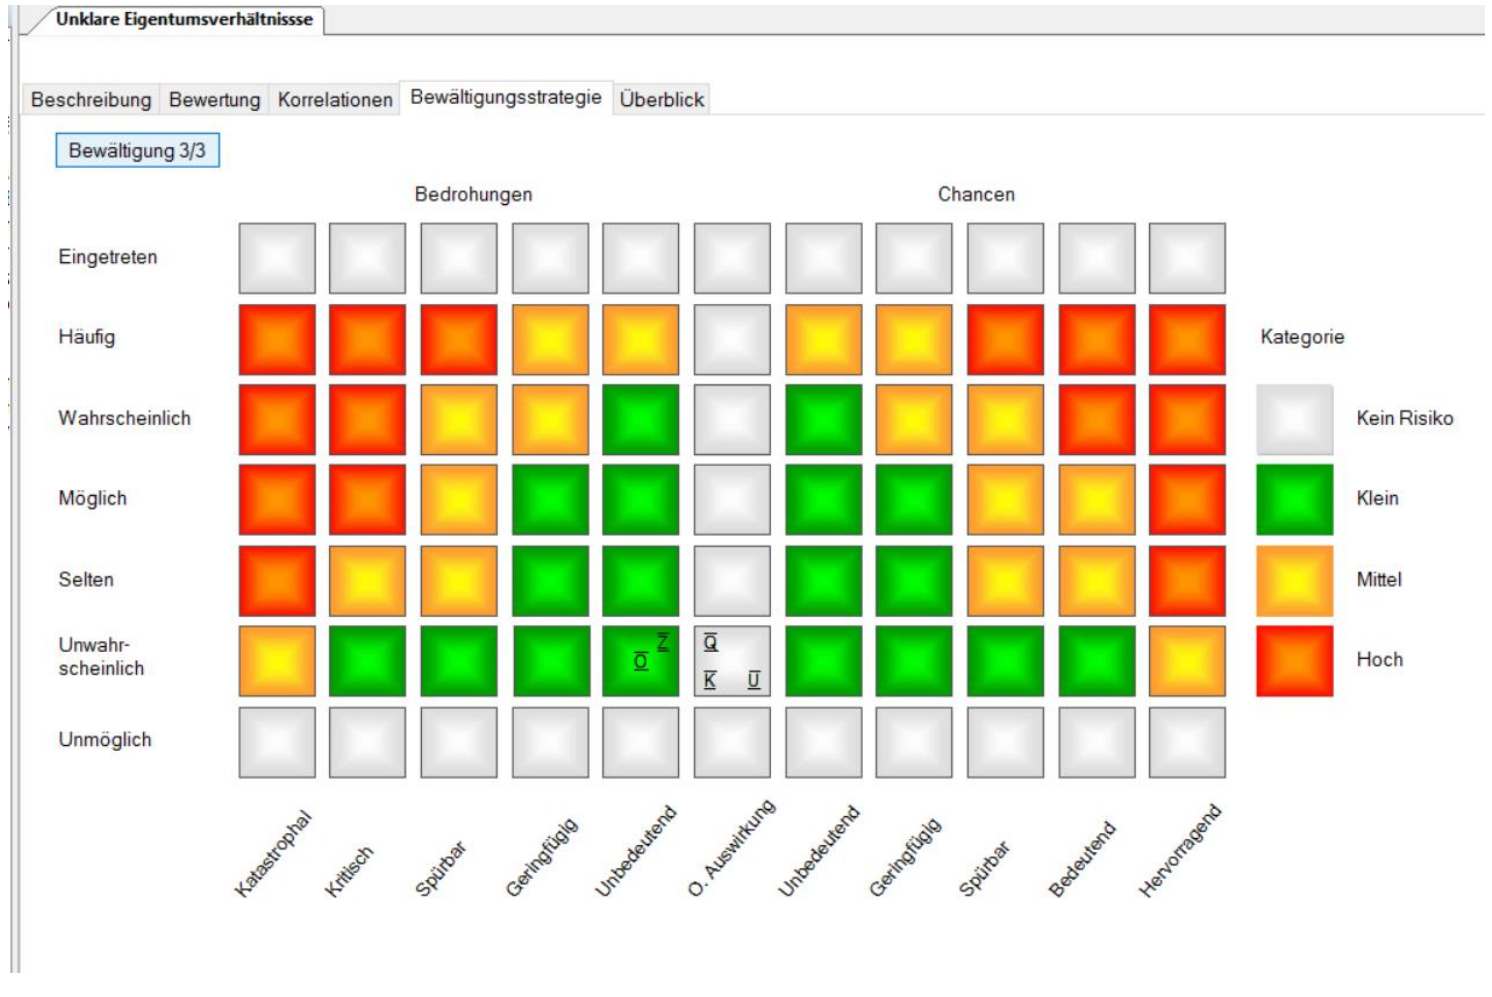 Unklare Eigentumsverhältnissse
Beschreibung Bewertung Korrelationen Bewältigungsstrategie Überblick
Bewältigung 3/3
Bedrohungen Chancen
Eingetreten
Häufig
Kategorie
Wahrscheinlich
Kein Risiko
Möglich
Klein
Selten
Mittel
Unwahr-
scheinlich
Z
O
Q
K U
Hoch
Unmöglich
Katastrophal Kritisch Spürbar Geringfügig Unbedeutend O. Auswirkung Unbedeutend Geringfügig Spürbar Bedeutend Hervorragend